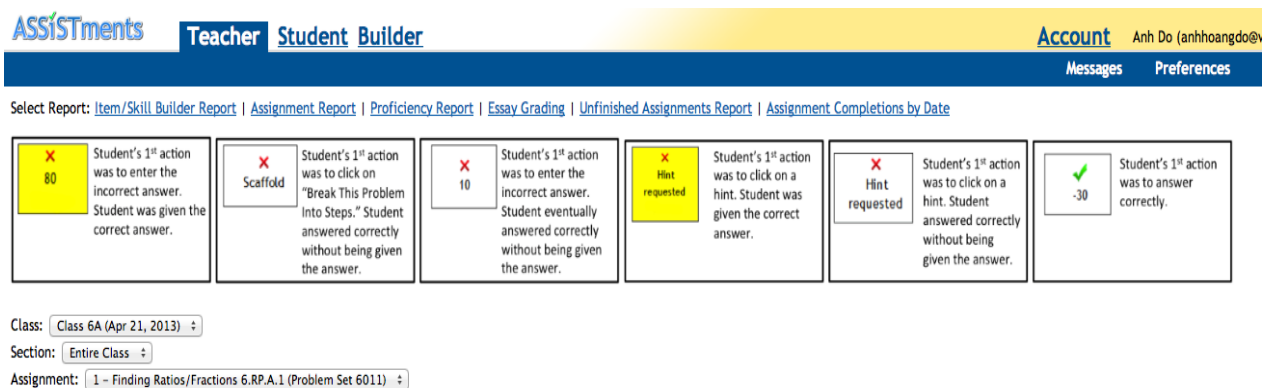 ASSiSTments
Teacher Student Builder
Account Anh Do (anhhoangdo@
Messages Preferences
Select Report: Item/Skill Builder Report | Assignment Report | Proficiency Report | Essay Grading | Unfinished Assignments Report | Assignment Completions by Date
80
Student's 1st action
was to enter the
incorrect answer.
Student was given the
correct answer.
Scaffold
Student's 1st action
was to click on
"Break This Problem
Into Steps." Student
answered correctly
without being given
the answer.
10
Student's 1st action
was to enter the
incorrect answer.
Student eventually
answered correctly
without being given
the answer.
Hint
requested
Student's 1st action
was to click on a
hint. Student was
given the correct
answer.
Hint
requested
Student's 1st action
was to click on a
hint. Student
answered correctly
without being
given the answer.
-30
Student's 1st action
was to answer
correctly.
Class: Class 6A (Apr 21, 2013)
Section: Entire Class
Assignment: 1 - Finding Ratios/Fractions 6.RP.A.1 (Problem Set 6011)